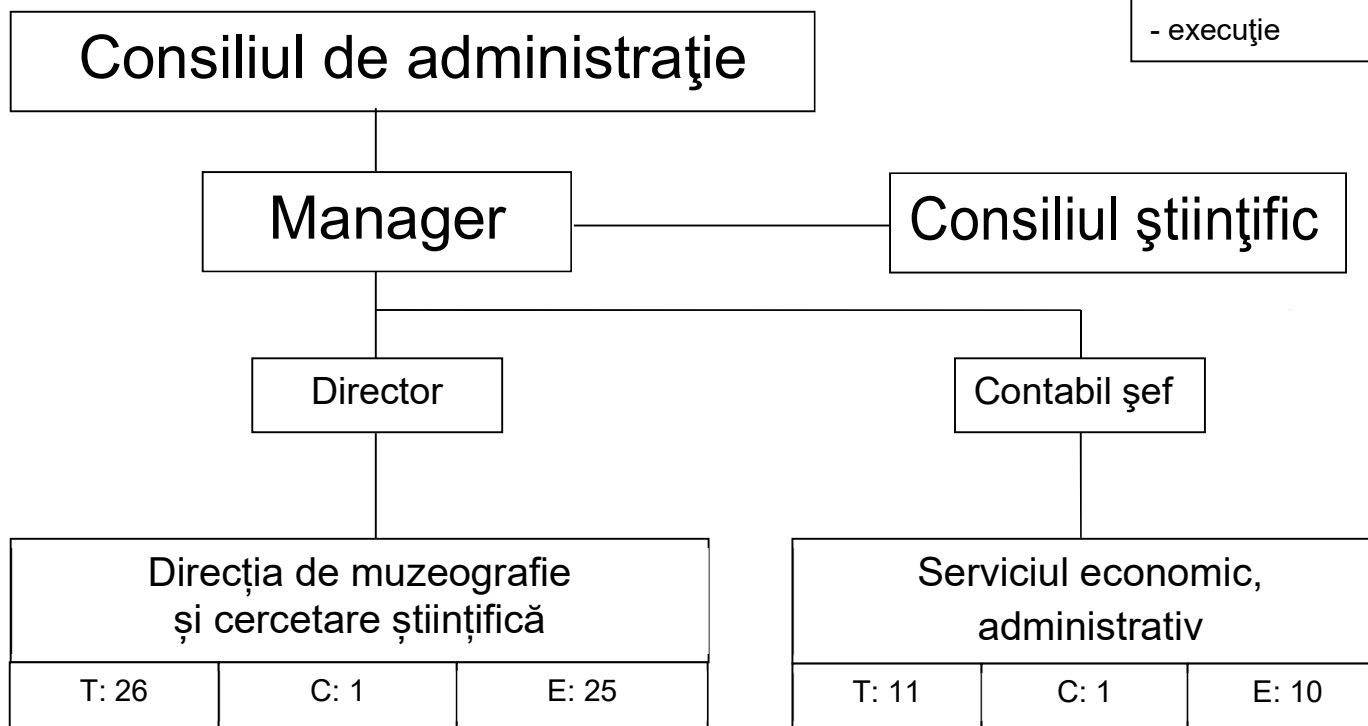 - execuţie
Consiliul de administraţie
Manager
Consiliul ştiinţific
Director
Contabil şef
Direcția de muzeografie
și cercetare științifică
Serviciul economic,
administrativ
T: 26
C: 1
E: 25
T: 11
C: 1
E: 10